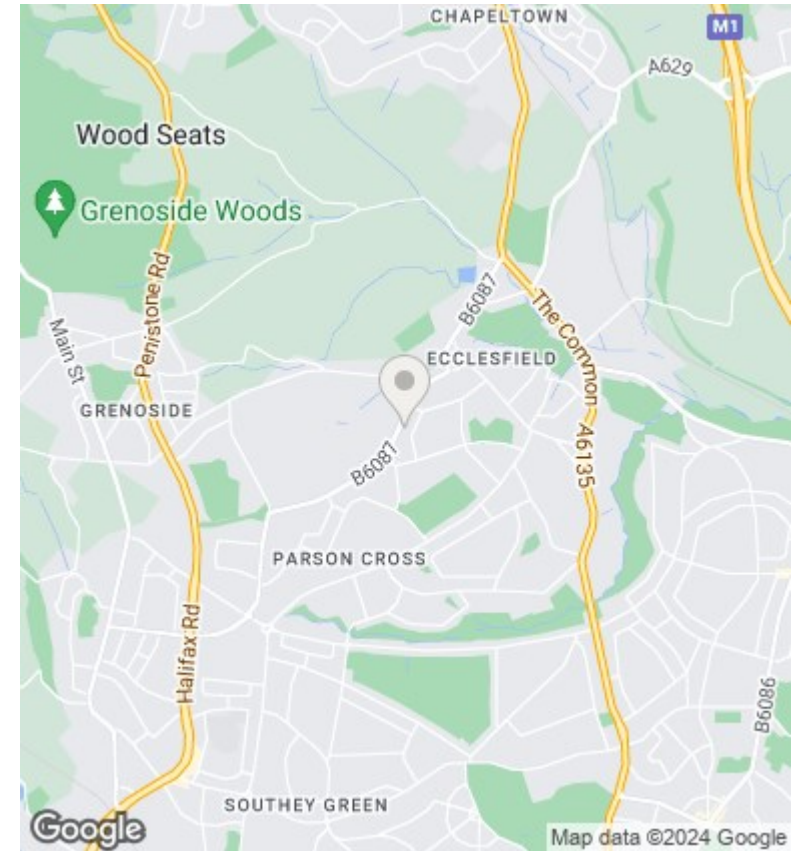 CHAPELTOWN
M1
A629
Wood Seats
Grenoside Woods
Penistone Rd
B6087
The Common
Main St
ECCLESFIELD
GRENOSIDE
A6135
B6087
PARSON CROSS
Halifax Rd
B6086
SOUTHEY GREEN
Google
Map data ©2024 Google